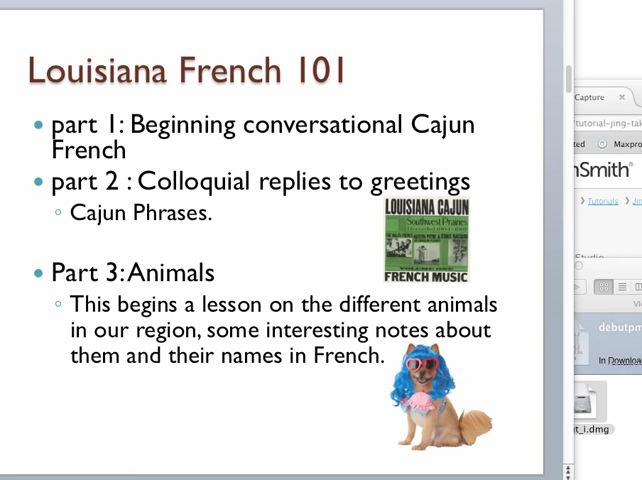 Louisiana French 101
part 1: Beginning conversational Cajun
French
part 2 : Colloquial replies to greetings
Cajun Phrases.
LOUISIANA CAJUN
Southwest Prairies
FRENCH MUSIC
Part 3: Animals
This begins a lesson on the different animals
in our region, some interesting notes about
them and their names in French.
Capture
/tutorial-jing-tak
ted
Maxpro
nSmith®
Tutorials
Studio
debutpm
In Downloa
t_i.dmg